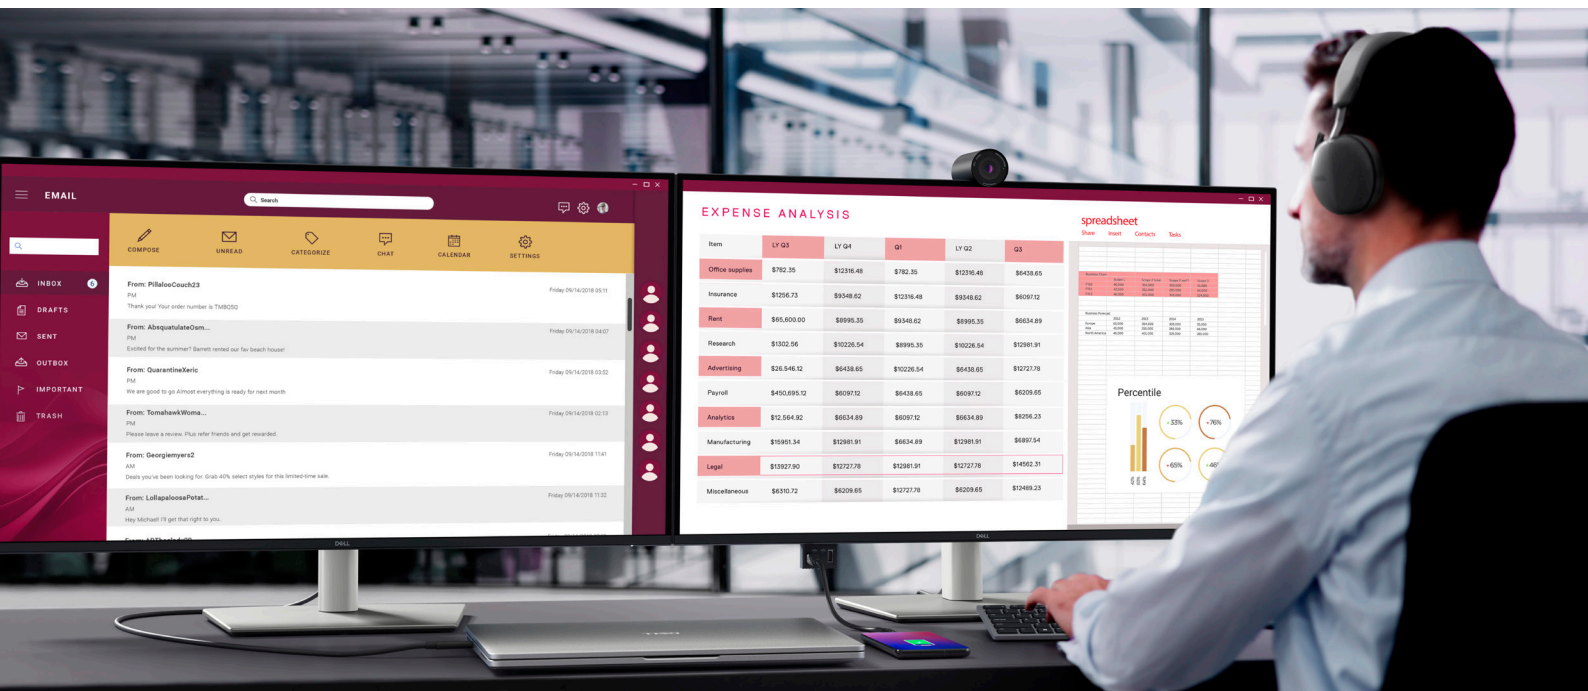 EMAIL
Search
COMPOSE
UNREAD
CATEGORIZE
CHAT
CALENDAR
SETTINGS
INBOX 6
DRAFTS
SENT
OUTBOX
IMPORTANT
TRASH
From: PillalooCouch23
Friday 09/14/2018 05:11
PM
Thank you! Your order number is TM8O5Q
From: AbsquatulateOsm...
Friday 09/14/2018 04:07
PM
Excited for the summer? Barrett rented our fav beach house!
From: QuarantineXeric
Friday 09/14/2018 03:02
PM
We are good to go Almost everything is ready for next month
From: TomahawkWoma...
Friday 09/14/2018 02:13
PM
Please leave a review. Plus refer friends and get rewarded.
From: Georgiemyers2
Friday 09/14/2018 11:41
AM
Deals you've been looking for. Grab 40% select styles for this limited-time sale.
From: LollapaloosaPotat...
Friday 09/14/2018 11:32
AM
Hey Michael! I'll get that right to you.
DELL
EXPENSE ANALYSIS
Item LY Q3 LY Q4 Q1 LY Q2 Q3
Office supplies $782.35 $12316.48 $782.35 $12316.48 $6438.65
Insurance $1256.73 $9348.62 $12316.48 $9348.62 $6097.12
Rent $65,600.00 $8995.35 $9348.62 $8995.35 $6634.89
Research $1302.56 $10226.54 $8995.35 $10226.54 $12981.91
Advertising $26.546.12 $6438.65 $10226.54 $6438.65 $12727.78
Payroll $450,695.12 $6097.12 $6438.65 $6097.12 $6209.65
Analytics $12,564.92 $6634.89 $6097.12 $6634.89 $8256.23
Manufacturing $15951.34 $12981.91 $6634.89 $12981.91 $6897.54
Legal $13927.90 $12727.78 $12981.91 $12727.78 $14562.31
Miscellaneous $6310.72 $6209.65 $12727.78 $6209.65 $12489.23
spreadsheet
Share Insert Contacts Tasks
Percentile
+76%
+65%
DELL
DELL